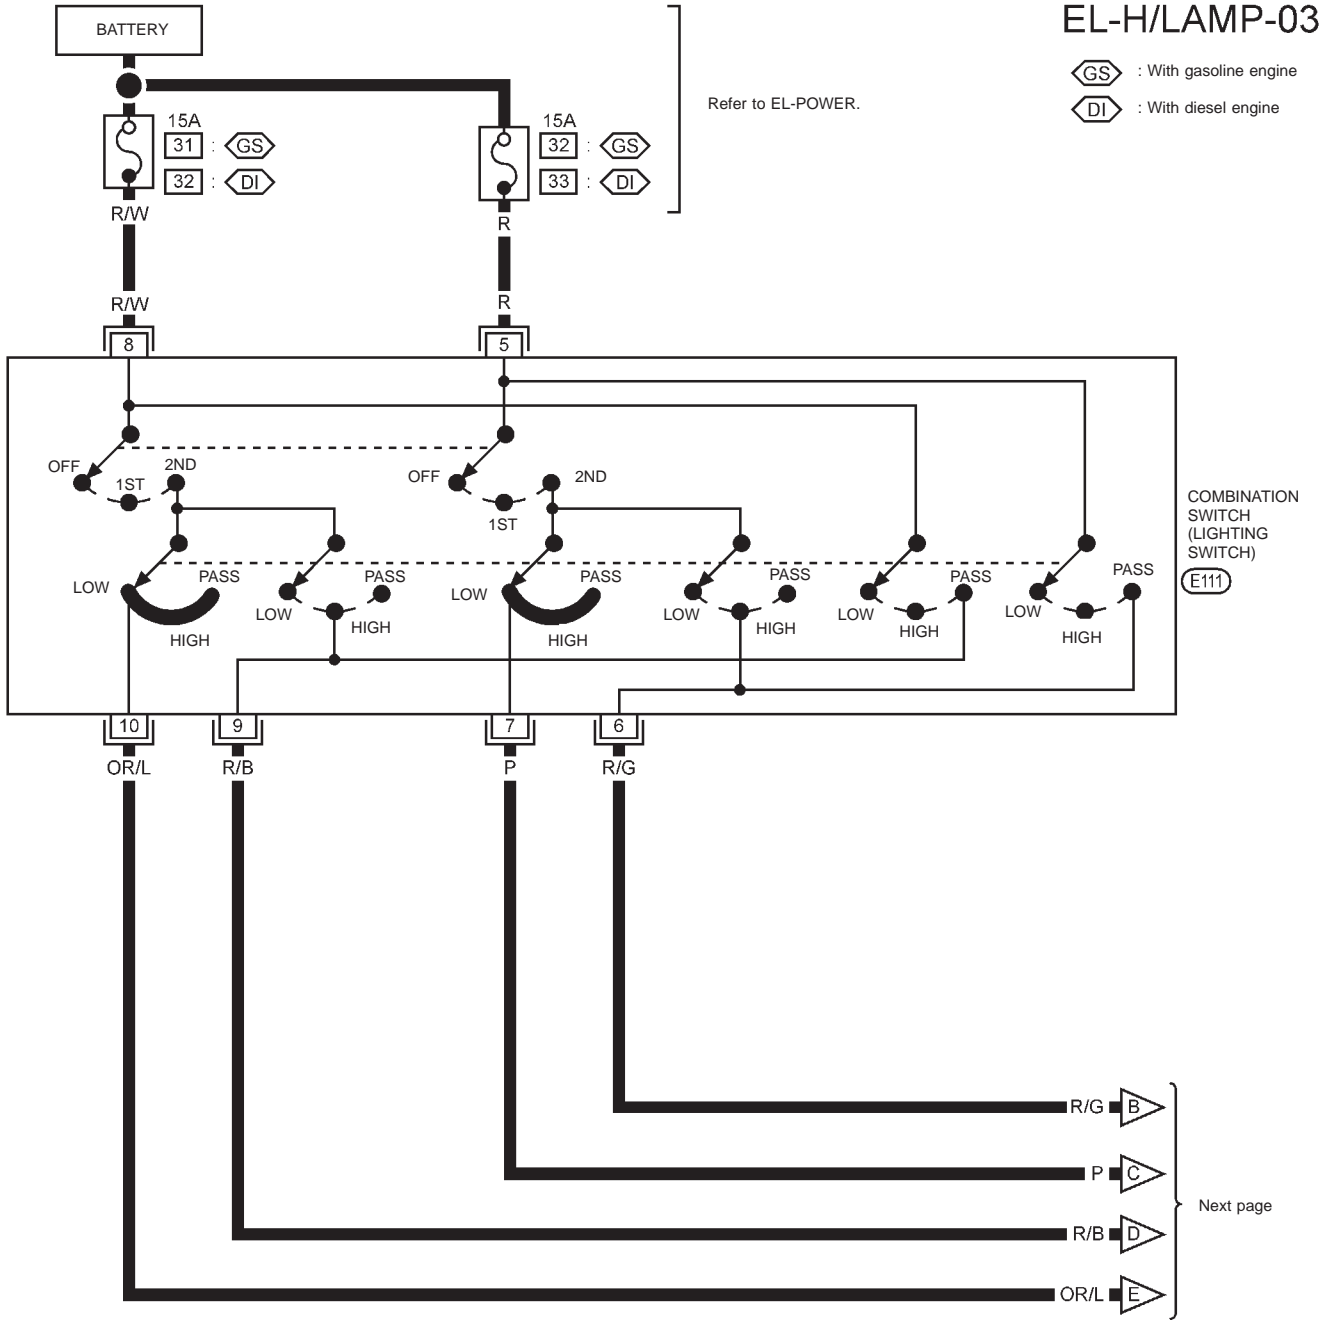 EL-H/LAMP-03
BATTERY
GS : With gasoline engine
DI : With diesel engine
Refer to EL-POWER.
15A
31 : GS
32 : DI
15A
32 : GS
33 : DI
R/W
R
R/W
R
8
5
OFF
1ST
2ND
OFF
1ST
2ND
LOW
PASS
HIGH
LOW
PASS
HIGH
LOW
PASS
HIGH
LOW
PASS
HIGH
LOW
PASS
HIGH
LOW
PASS
HIGH
COMBINATION
SWITCH
(LIGHTING
SWITCH)
E111
10
9
7
6
OR/L
R/B
P
R/G
R/G B
P C
R/B D
OR/L E
Next page